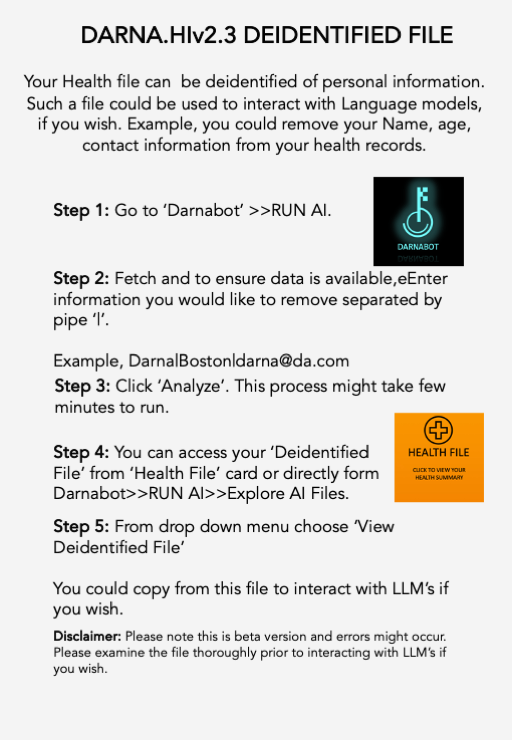 DARNA.HIv2.3 DEIDENTIFIED FILE
Your Health file can  be deidentified of personal information.
Such a file could be used to interact with Language models,
if you wish. Example, you could remove your Name, age,
contact information from your health records.
Step 1: Go to ‘Darnabot’ >>RUN AI.
DARNABOT
Step 2: Fetch and to ensure data is available,eEnter
information you would like to remove separated by
pipe ‘l’.
Example, DarnalBostonldarna@da.com
Step 3: Click ‘Analyze’. This process might take few
minutes to run.
Step 4: You can access your ‘Deidentified
File’ from ‘Health File’ card or directly form
Darnabot>>RUN AI>>Explore AI Files.
HEALTH FILE
CLICK TO VIEW YOUR
HEALTH SUMMARY
Step 5: From drop down menu choose ‘View
Deidentified File’
You could copy from this file to interact with LLM’s if
you wish.
Disclaimer: Please note this is beta version and errors might occur.
Please examine the file thoroughly prior to interacting with LLM’s if
you wish.